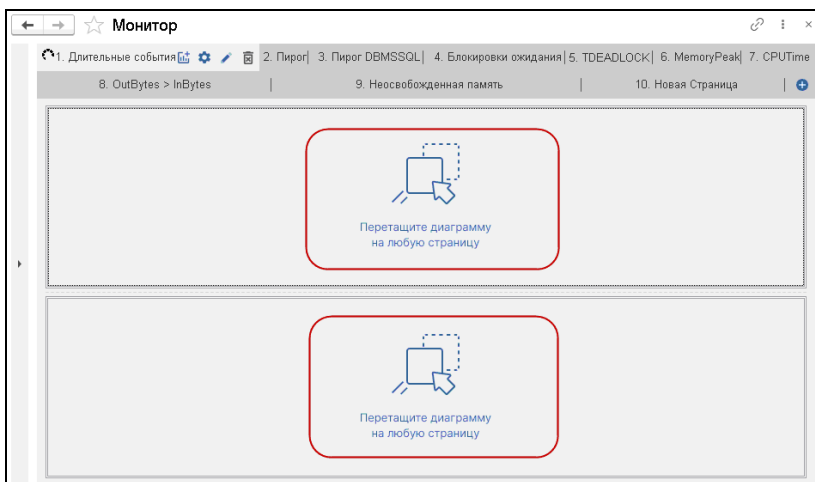 Монитор
1. Длительные события 2. Пирог 3. Пирог DBMSSQL 4. Блокировки ожидания 5. TDEADLOCK 6. MemoryPeak 7. CPUTime
8. OutBytes > InBytes 9. Неосвобожденная память 10. Новая Страница
Перетащите диаграмму
на любую страницу
Перетащите диаграмму
на любую страницу